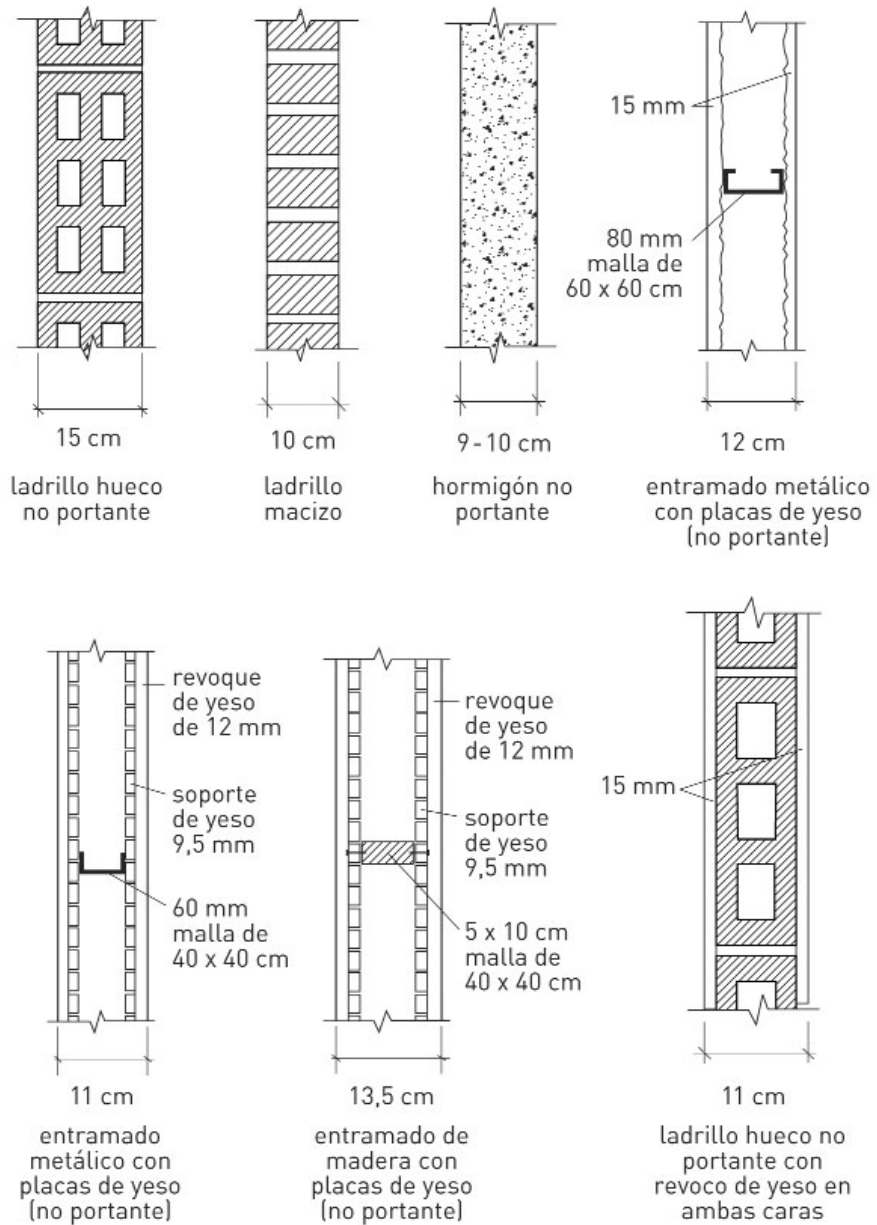 15 cm
ladrillo hueco
no portante
10 cm
ladrillo
macizo
9-10 cm
hormigón no
portante
15 mm
80 mm
malla de
60 x 60 cm
12 cm
entramado metálico
con placas de yeso
(no portante)
revoque
de yeso
de 12 mm
soporte
de yeso
9,5 mm
60 mm
malla de
40 x 40 cm
11 cm
entramado
metálico con
placas de yeso
(no portante)
revoque
de yeso
de 12 mm
soporte
de yeso
9,5 mm
5 x 10 cm
malla de
40 x 40 cm
13,5 cm
entramado de
madera con
placas de yeso
(no portante)
15 mm
11 cm
ladrillo hueco no
portante con
revoco de yeso en
ambas caras